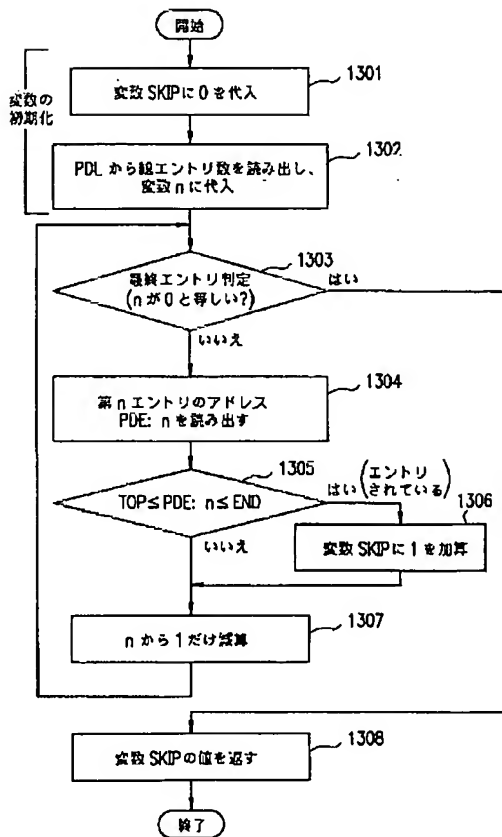 開始
変数の
初期化
変数 SKIPに 0 を代入
1301
PDL から総エントリ数を読み出し、
変数 n に代入
1302
最終エントリ判定
(n が 0 と等しい?)
1303
はい
いいえ
第 n エントリのアドレス
PDE: n を読み出す
1304
TOP≤PDE: n≤END
1305
はい(エントリ
されている)
いいえ
変数 SKIP に 1 を加算
1306
n から 1 だけ減算
1307
変数 SKIPの値を返す
1308
終了